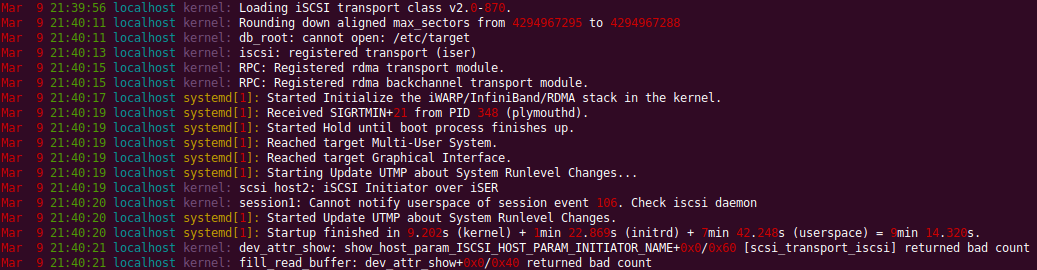 Mar  9 21:39:56 localhost kernel: Loading iSCSI transport class v2.0-870.
Mar  9 21:40:11 localhost kernel: Rounding down aligned max_sectors from 4294967295 to 4294967288
Mar  9 21:40:11 localhost kernel: db_root: cannot open: /etc/target
Mar  9 21:40:13 localhost kernel: iscsi: registered transport (iser)
Mar  9 21:40:15 localhost kernel: RPC: Registered rdma transport module.
Mar  9 21:40:15 localhost kernel: RPC: Registered rdma backchannel transport module.
Mar  9 21:40:17 localhost systemd[1]: Started Initialize the iWARP/InfiniBand/RDMA stack in the kernel.
Mar  9 21:40:19 localhost systemd[1]: Received SIGRTMIN+21 from PID 348 (plymouthd).
Mar  9 21:40:19 localhost systemd[1]: Started Hold until boot process finishes up.
Mar  9 21:40:19 localhost systemd[1]: Reached target Multi-User System.
Mar  9 21:40:19 localhost systemd[1]: Reached target Graphical Interface.
Mar  9 21:40:19 localhost systemd[1]: Starting Update UTMP about System Runlevel Changes...
Mar  9 21:40:19 localhost kernel: scsi host2: iSCSI Initiator over iSER
Mar  9 21:40:20 localhost kernel: session1: Cannot notify userspace of session event 106. Check iscsi daemon
Mar  9 21:40:20 localhost systemd[1]: Started Update UTMP about System Runlevel Changes.
Mar  9 21:40:20 localhost systemd[1]: Startup finished in 9.202s (kernel) + 1min 22.869s (initrd) + 7min 42.248s (userspace) = 9min 14.320s.
Mar  9 21:40:21 localhost kernel: dev_attr_show: show_host_param_ISCSI_HOST_PARAM_INITIATOR_NAME+0x0/0x60 [scsi_transport_iscsi] returned bad count
Mar  9 21:40:21 localhost kernel: fill_read_buffer: dev_attr_show+0x0/0x40 returned bad count